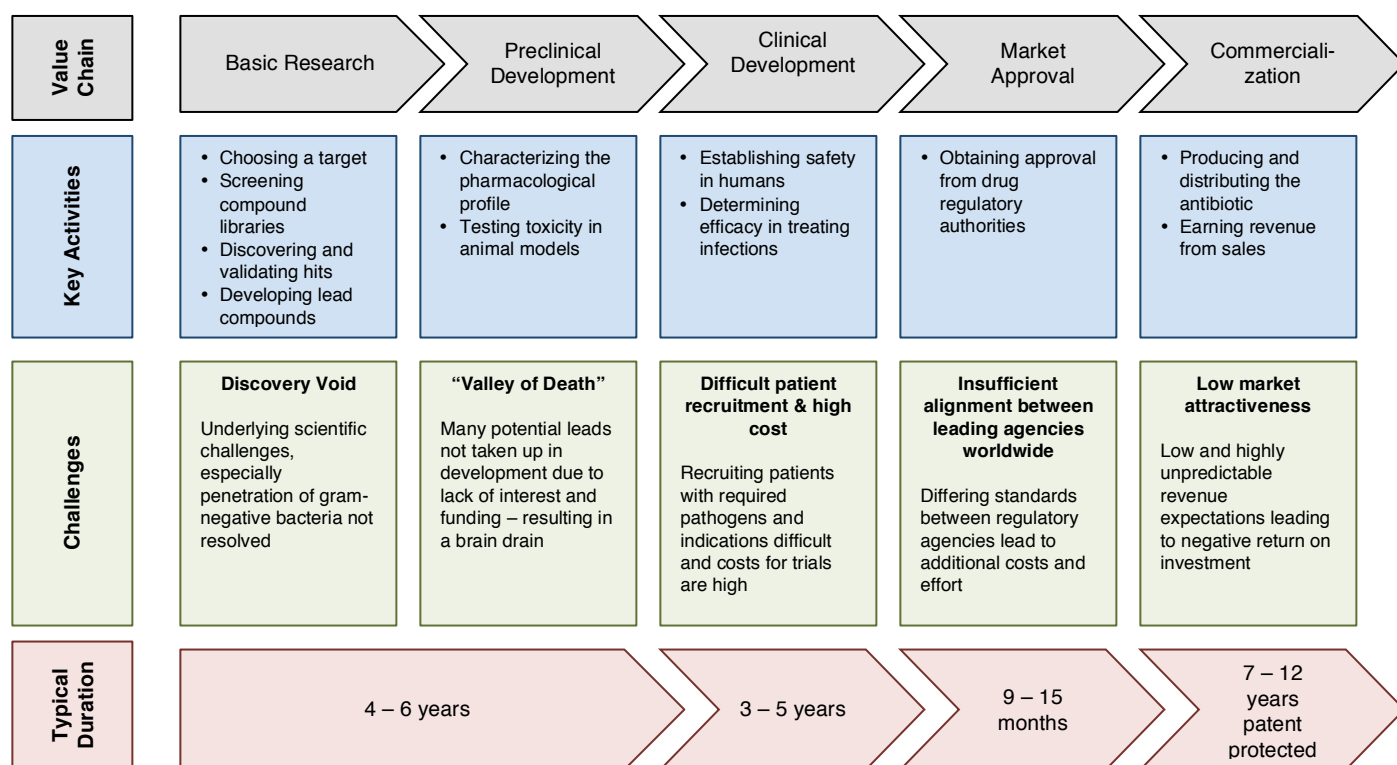 Value
Chain
Basic Research
Preclinical
Development
Clinical
Development
Market
Approval
Commerciali-
zation
Key Activities
• Choosing a target
• Screening
compound
libraries
• Discovering and
validating hits
• Developing lead
compounds
• Characterizing the
pharmacological
profile
• Testing toxicity in
animal models
• Establishing safety
in humans
• Determining
efficacy in treating
infections
• Obtaining approval
from drug
regulatory
authorities
• Producing and
distributing the
antibiotic
• Earning revenue
from sales
Challenges
Discovery Void
Underlying scientific
challenges,
especially
penetration of gram-
negative bacteria not
resolved
“Valley of Death”
Many potential leads
not taken up in
development due to
lack of interest and
funding – resulting in
a brain drain
Difficult patient
recruitment & high
cost
Recruiting patients
with required
pathogens and
indications difficult
and costs for trials
are high
Insufficient
alignment between
leading agencies
worldwide
Differing standards
between regulatory
agencies lead to
additional costs and
effort
Low market
attractiveness
Low and highly
unpredictable
revenue
expectations leading
to negative return on
investment
Typical
Duration
4 – 6 years
3 – 5 years
9 – 15
months
7 – 12
years
patent
protected